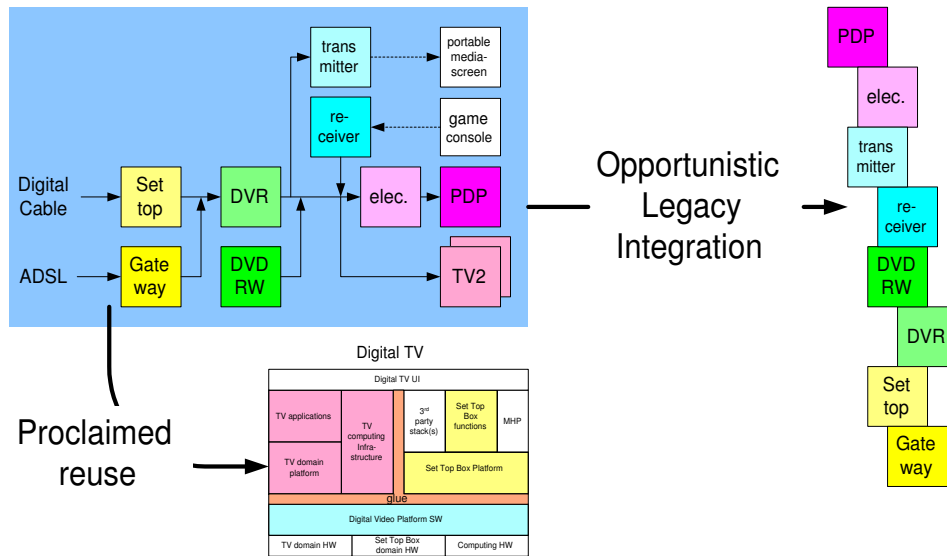 trans
mitter
portable
media-
screen
re-
ceiver
game
console
Digital
Cable
Set
top
DVR
elec.
PDP
ADSL
Gate
way
DVD
RW
TV2
Opportunistic
Legacy
Integration
PDP
elec.
trans
mitter
re-
ceiver
DVD
RW
DVR
Set
top
Gate
way
Proclaimed
reuse
Digital TV
Digital TV UI
TV applications
TV
computing
Infra-
structure
3rd
party
stack(s)
Set Top
Box
functions
MHP
TV domain
platform
Set Top Box Platform
glue
Digital Video Platform SW
TV domain HW
Set Top Box
domain HW
Computing HW